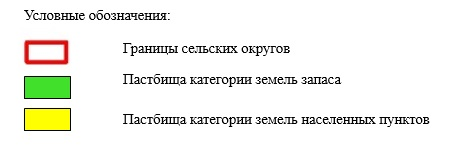 Условные обозначения:
Границы сельских округов
Пастбища категории земель запаса
Пастбища категории земель населенных пунктов